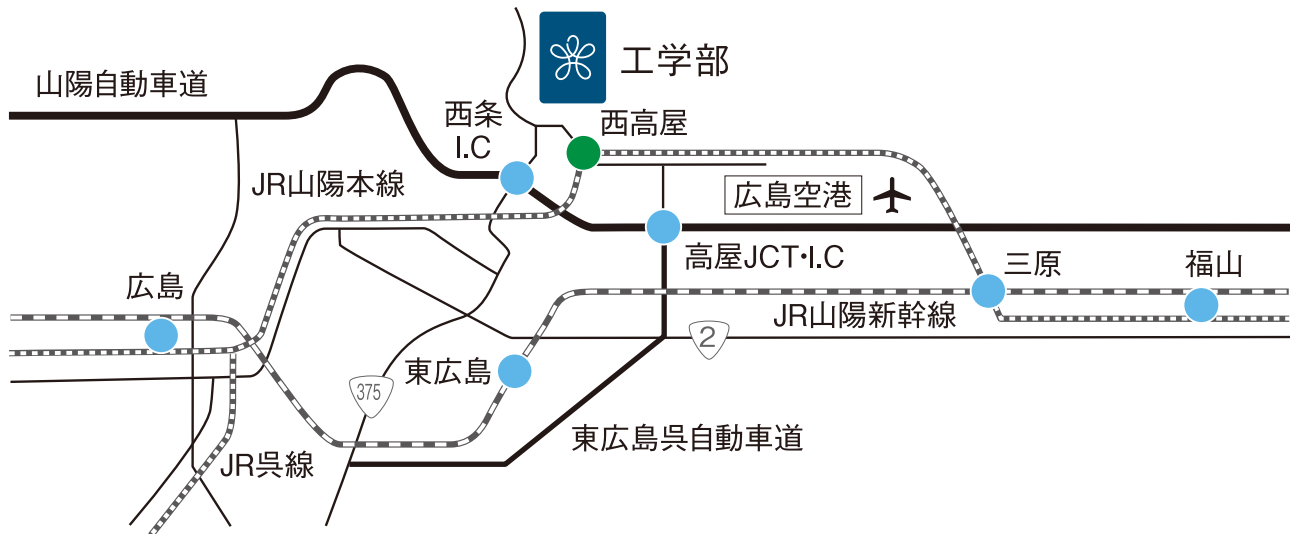 工学部
山陽自動車道
西条
I.C
西高屋
JR山陽本線
広島空港
高屋JCT・I.C
三原
福山
広島
JR山陽新幹線
2
東広島
375
東広島呉自動車道
JR呉線